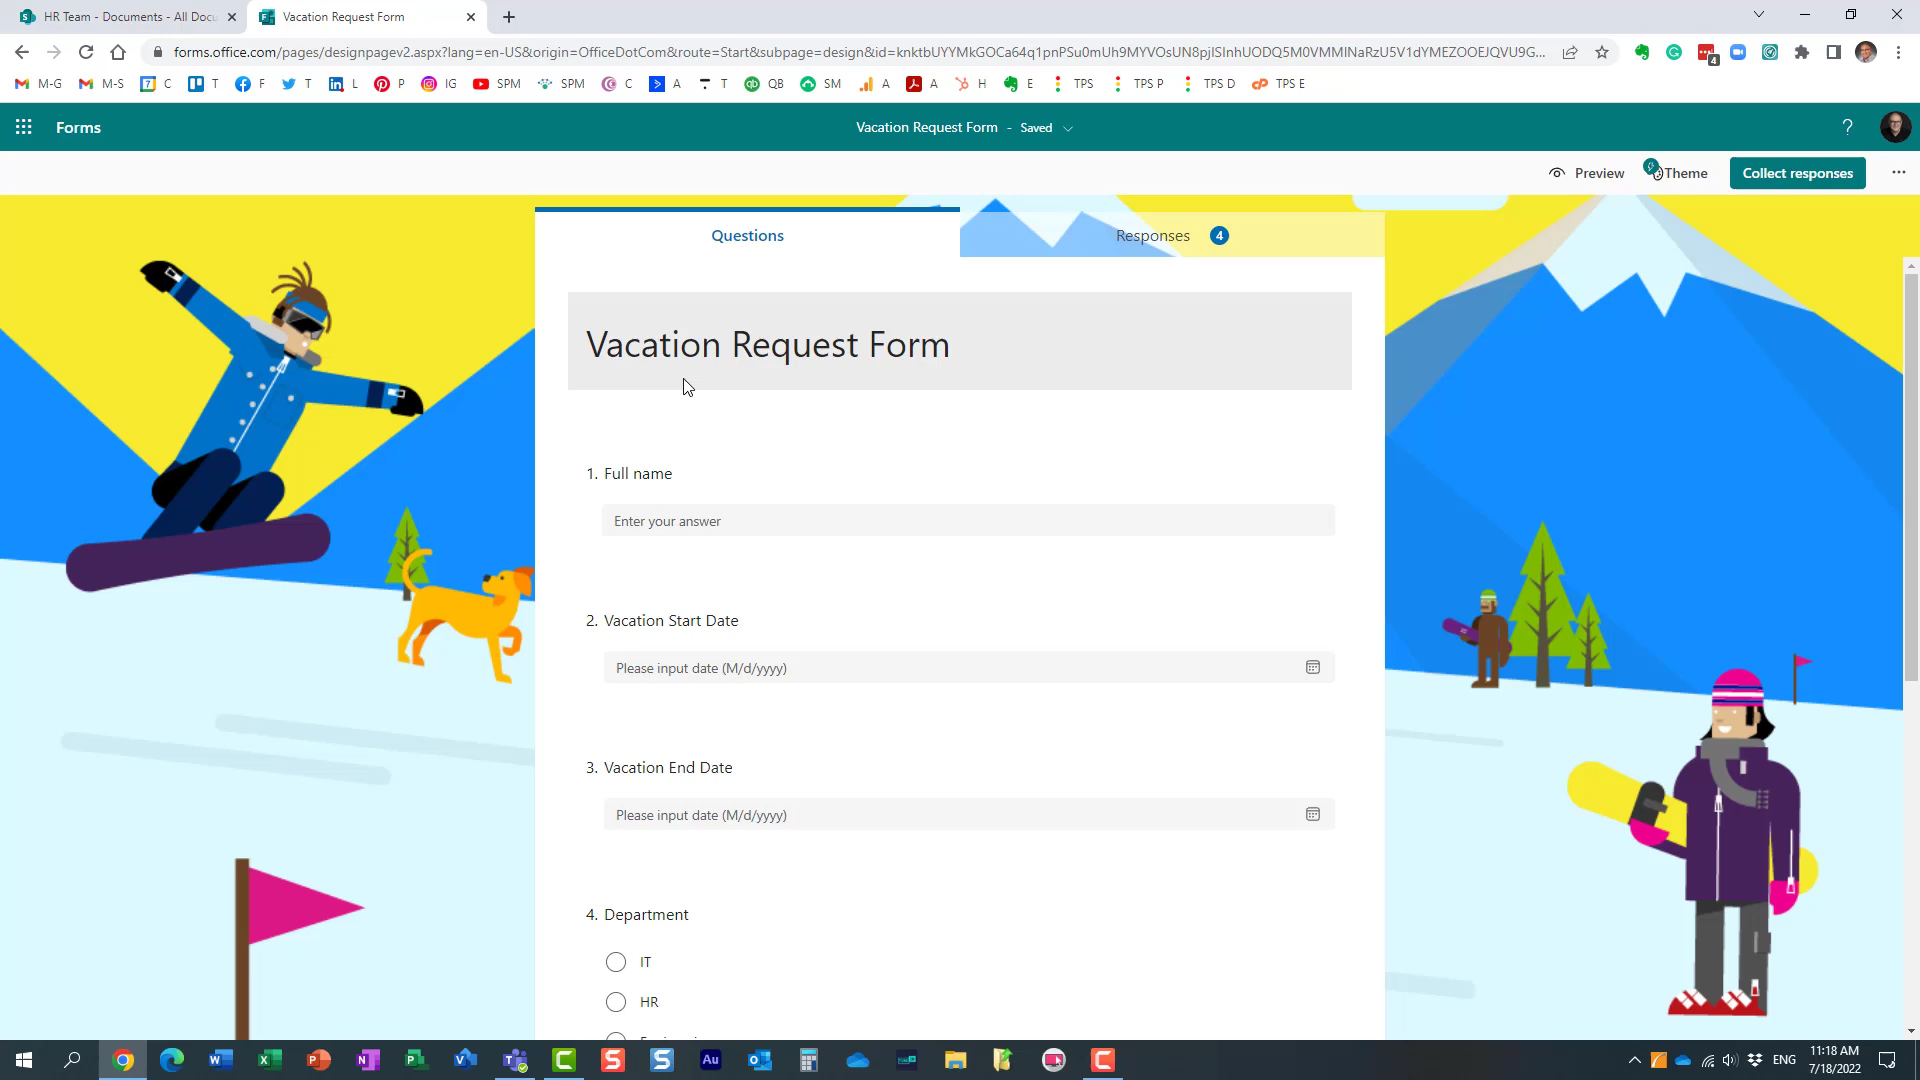 HR Team - Documents - All Docu
Vacation Request Form
forms.office.com/pages/designpagev2.aspx?lang=en-US&origin=OfficeDotCom&route=Start&subpage=design&id=
M-G
M-S
C
T
F
T
L
P
IG
SPM
SPM
C
A
T
QB
SM
A
A
H
E
TPS
TPS P
TPS D
TPS E
Forms
Vacation Request Form - Saved
?
Preview
Theme
Collect responses
Questions
Responses 4
Vacation Request Form
1. Full name
Enter your answer
2. Vacation Start Date
Please input date (M/d/yyyy)
3. Vacation End Date
Please input date (M/d/yyyy)
4. Department
IT
HR
ENG
11:18 AM
7/18/2022